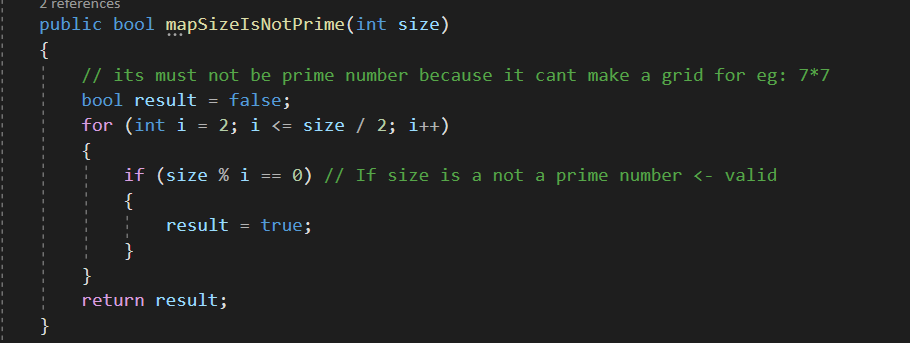 2 references
public bool mapSizeIsNotPrime(int size)
{
// its must not be prime number because it cant make a grid for eg: 7*7
bool result = false;
for (int i = 2; i <= size / 2; i++)
{
if (size % i == 0) // If size is a not a prime number <- valid
{
result = true;
}
}
return result;
}